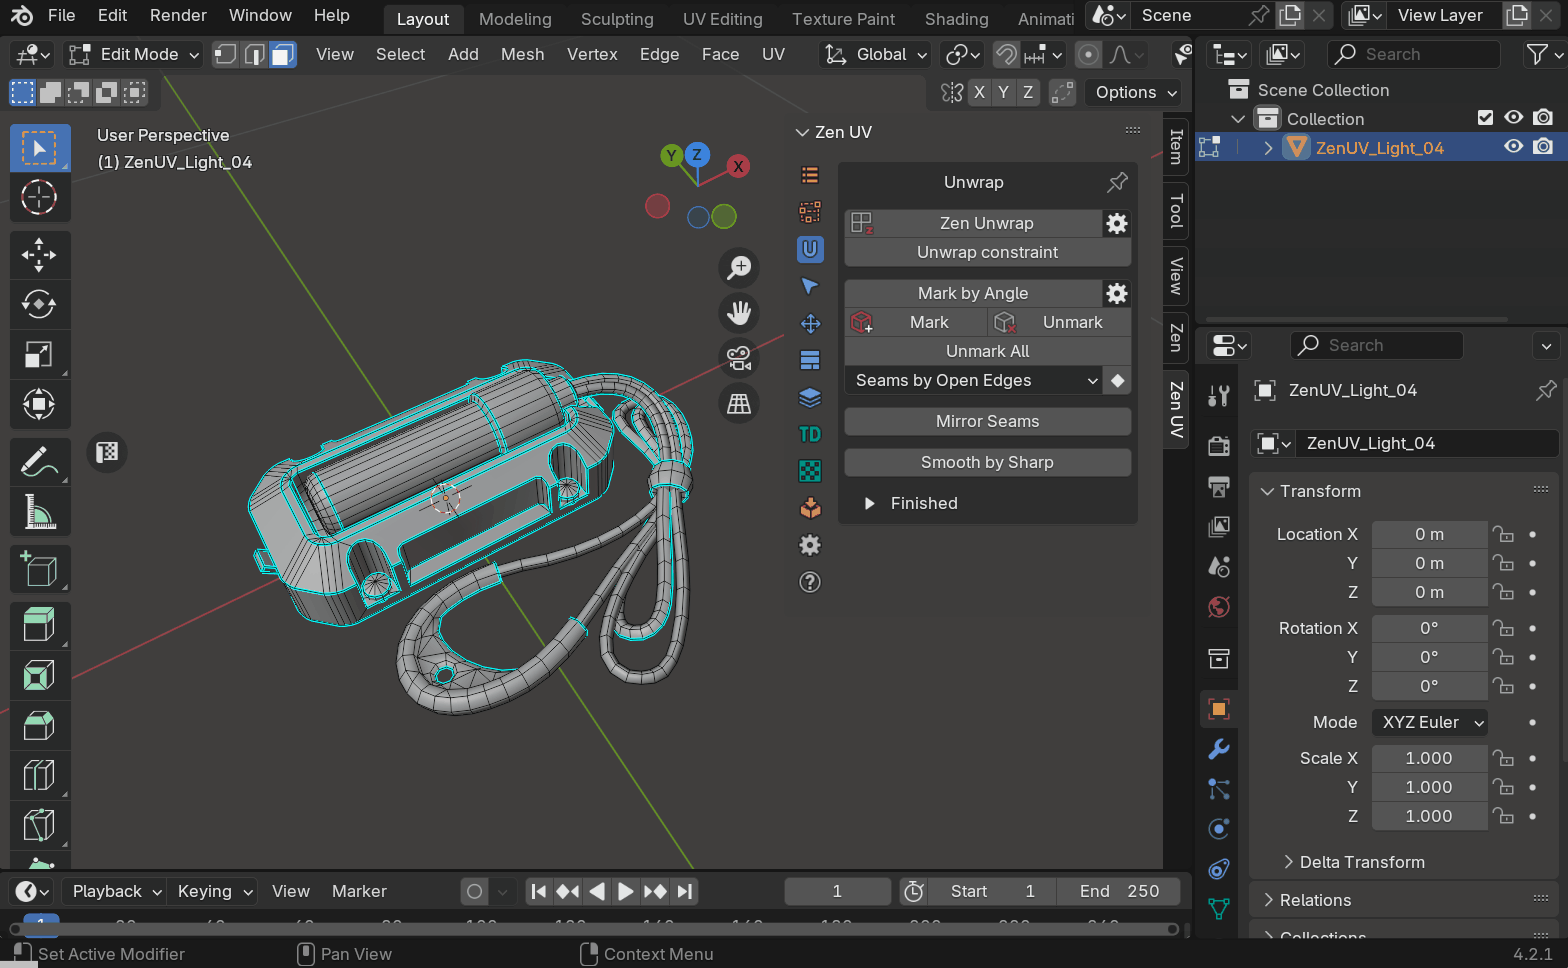 File Edit Render Window Help Layout Modeling Sculpting UV Editing Texture Paint Shading Animati Scene View Layer
Edit Mode View Select Add Mesh Vertex Edge Face UV Global Search
X Y Z Options
Scene Collection
Collection
ZenUV_Light_04
User Perspective
(1) ZenUV_Light_04
Y Z X
Zen UV
Unwrap
Zen Unwrap
Unwrap constraint
Mark by Angle
Mark Unmark
Unmark All
Seams by Open Edges
Mirror Seams
Smooth by Sharp
Finished
TD
Item
Tool
View
Zen
Zen UV
Search
ZenUV_Light_04
ZenUV_Light_04
Transform
Location X 0 m
Y 0 m
Z 0 m
Rotation X 0°
Y 0°
Z 0°
Mode XYZ Euler
Scale X 1.000
Y 1.000
Z 1.000
Delta Transform
Relations
Collections
Playback Keying View Marker 1 Start 1 End 250
Set Active Modifier Pan View Context Menu 4.2.1